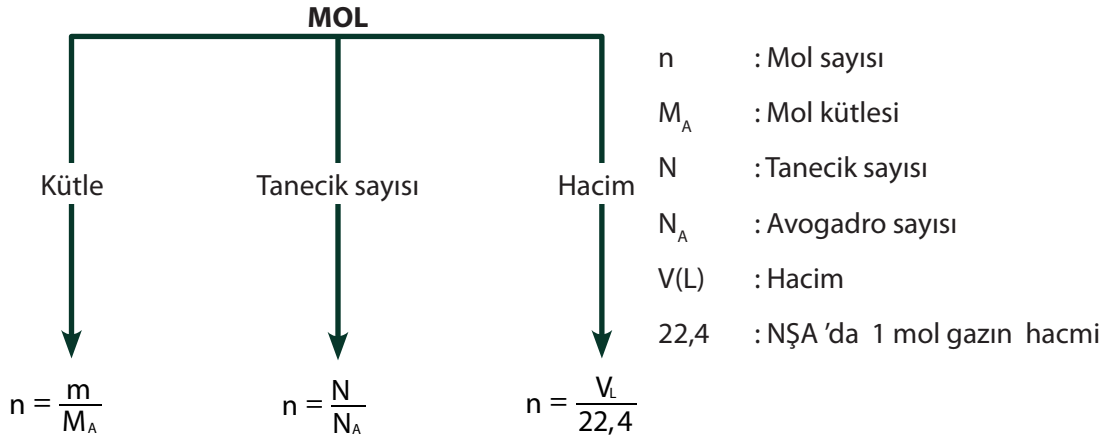 MOL
Kütle
Tanecik sayısı
Hacim
n = m / M_A
n = N / N_A
n = V_L / 22,4
n : Mol sayısı
M_A : Mol kütlesi
N : Tanecik sayısı
N_A : Avogadro sayısı
V(L) : Hacim
22,4 : NŞA ’da 1 mol gazın hacmi